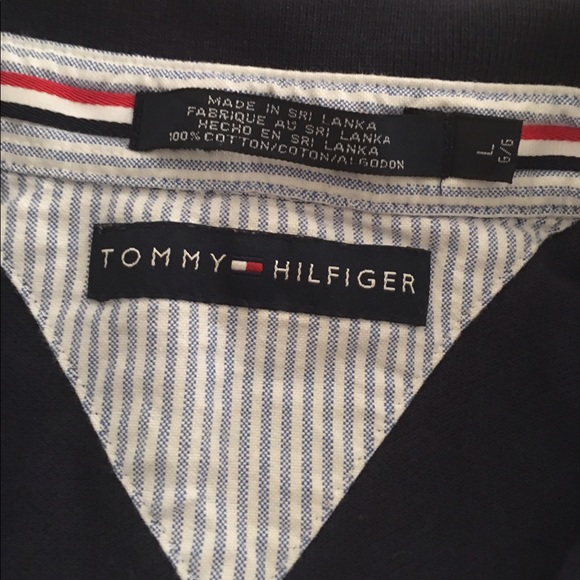 MADE IN SRI LANKA
FABRIQUE AU SRI LANKA
HECHO EN SRI LANKA
100% COTTON/COTON/ALGODON
L
G/G
TOMMY HILFIGER